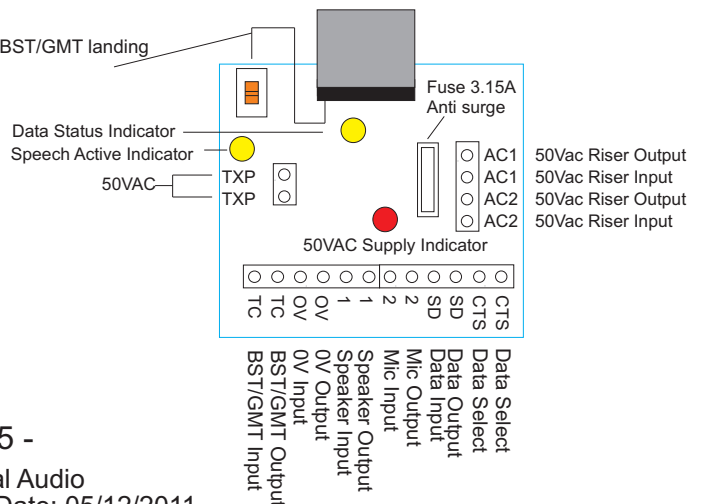 BST/GMT landing
Fuse 3.15A
Anti surge
Data Status Indicator
Speech Active Indicator
50VAC
TXP
TXP
AC1 50Vac Riser Output
AC1 50Vac Riser Input
AC2 50Vac Riser Output
AC2 50Vac Riser Input
50VAC Supply Indicator
TC
TC
OV
OV
1
1
2
2
SD
SD
CTS
CTS
BST/GMT Input
BST/GMT Output
0V Input
0V Output
Speaker Input
Speaker Output
Mic Input
Mic Output
Data Input
Data Output
Data Select
Data Select
5 -
al Audio
Date: 05/12/2011